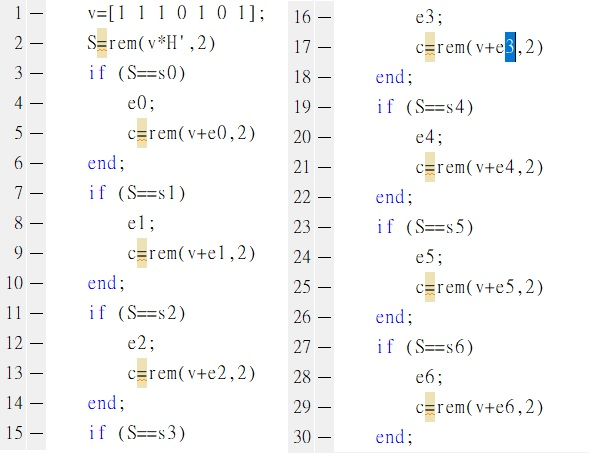 1 — v=[1 1 1 0 1 0 1];
2 — S=rem(v*H',2)
3 — if (S==s0)
4 — e0;
5 — c=rem(v+e0,2)
6 — end;
7 — if (S==s1)
8 — e1;
9 — c=rem(v+e1,2)
10 — end;
11 — if (S==s2)
12 — e2;
13 — c=rem(v+e2,2)
14 — end;
15 — if (S==s3)
16 — e3;
17 — c=rem(v+e3,2)
18 — end;
19 — if (S==s4)
20 — e4;
21 — c=rem(v+e4,2)
22 — end;
23 — if (S==s5)
24 — e5;
25 — c=rem(v+e5,2)
26 — end;
27 — if (S==s6)
28 — e6;
29 — c=rem(v+e6,2)
30 — end;